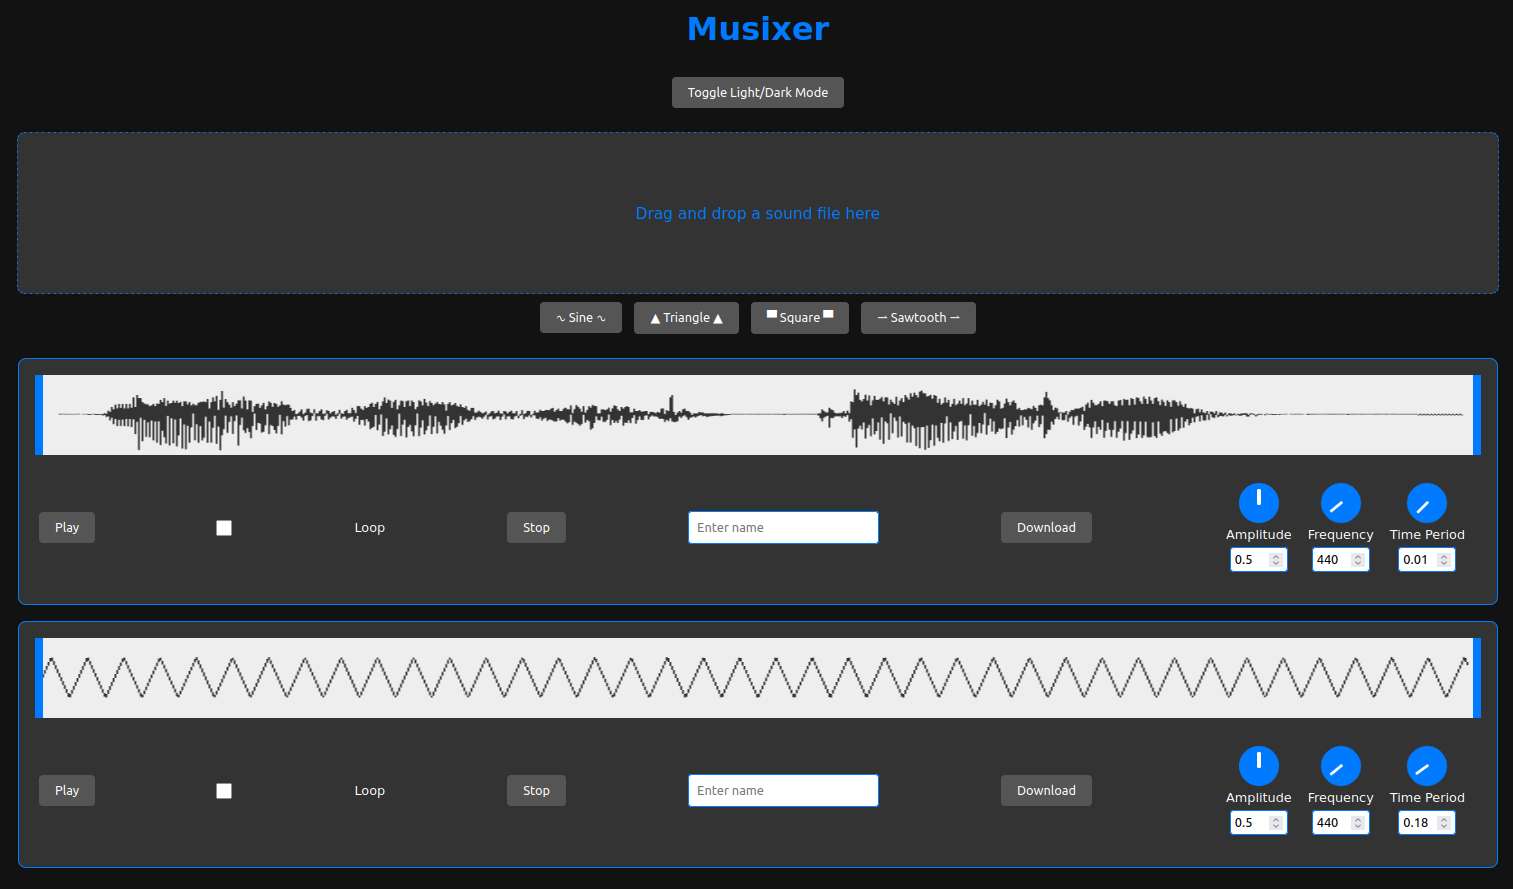 Musixer
Toggle Light/Dark Mode
Drag and drop a sound file here
∿ Sine ∿
▲ Triangle ▲
▀ Square ▀
⇀ Sawtooth ⇀
Play
Loop
Stop
Enter name
Download
Amplitude
Frequency
Time Period
0.5
440
0.01
Play
Loop
Stop
Enter name
Download
Amplitude
Frequency
Time Period
0.5
440
0.18